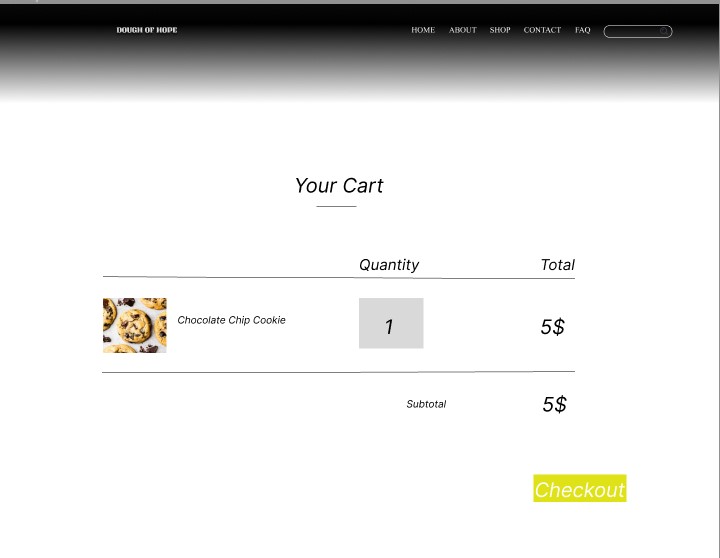 DOUGH OF HOPE
HOME ABOUT SHOP CONTACT FAQ
Your Cart
Quantity Total
Chocolate Chip Cookie 1 5$
Subtotal 5$
Checkout